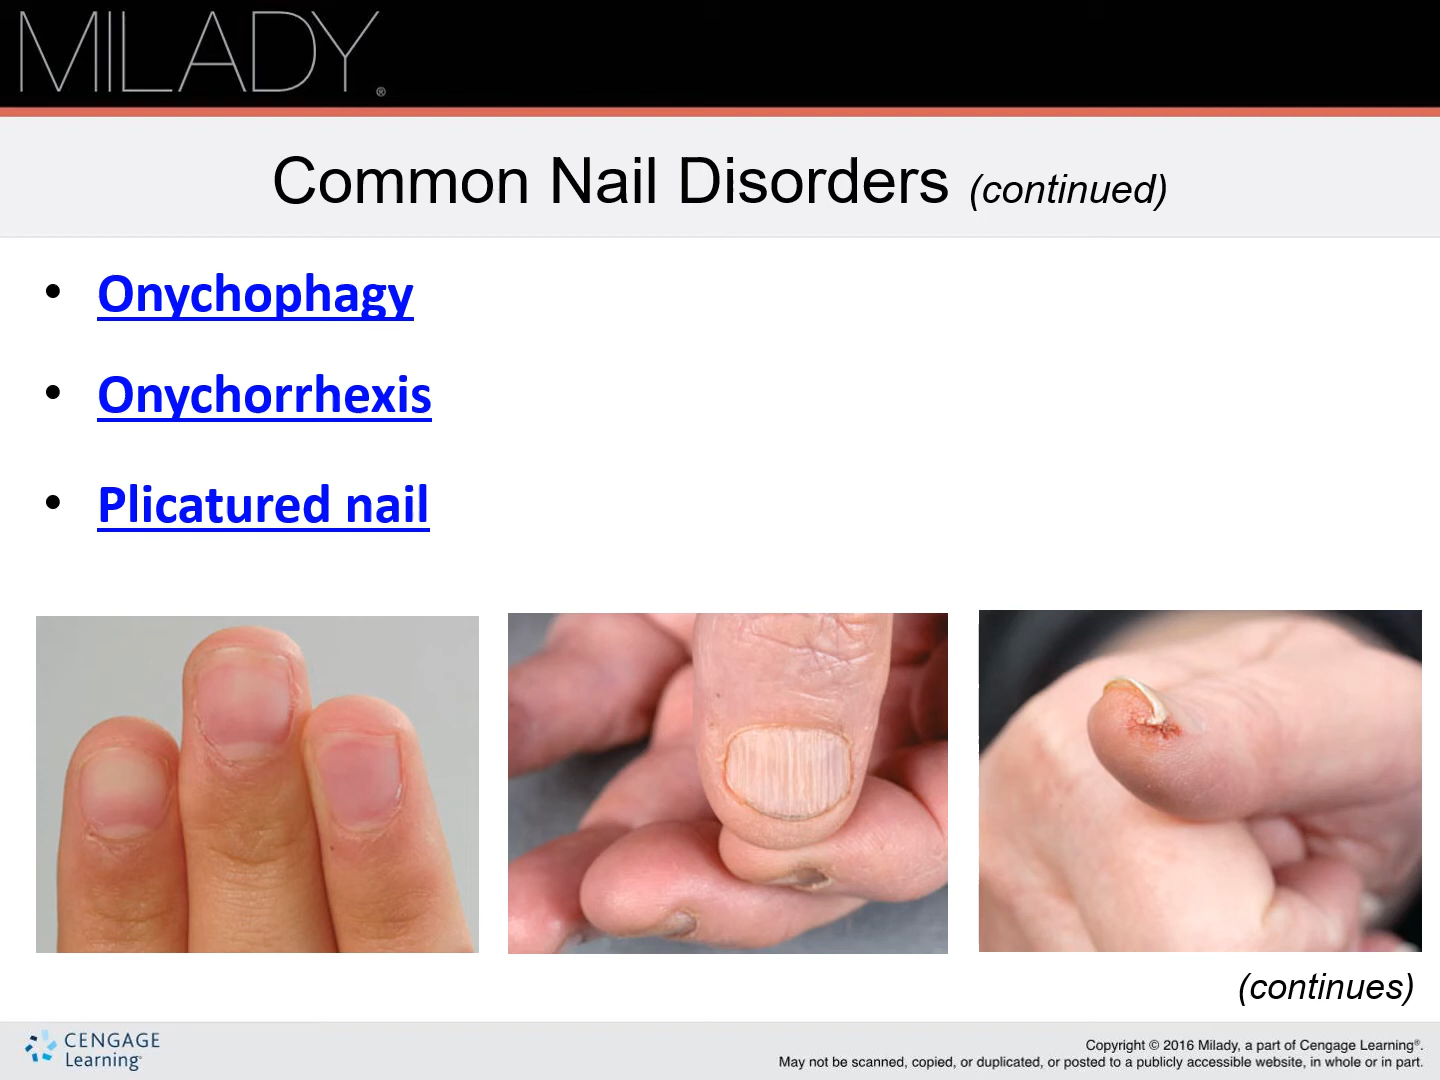 MILADY®
Common Nail Disorders (continued)
• Onychophagy
• Onychorrhexis
• Plicatured nail
(continues)
CENGAGE
Learning®
Copyright © 2016 Milady, a part of Cengage Learning®.
May not be scanned, copied, or duplicated, or posted to a publicly accessible website, in whole or in part.